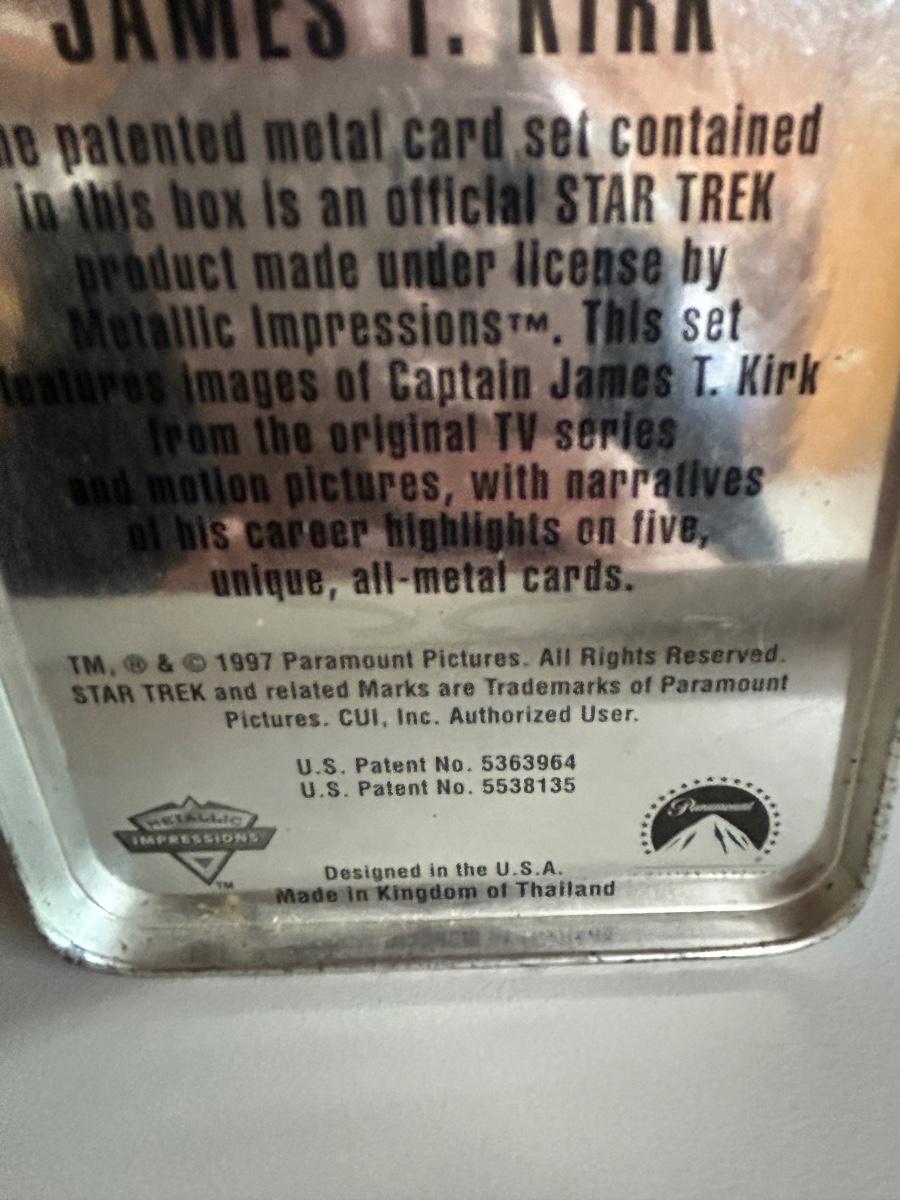 JAMES T. KIRK
he patented metal card set contained
in this box is an official STAR TREK
product made under license by
Metallic Impressions™. This set
features images of Captain James T. Kirk
from the original TV series
and motion pictures, with narratives
of his career highlights on five,
unique, all-metal cards.
TM, ® & © 1997 Paramount Pictures. All Rights Reserved.
STAR TREK and related Marks are Trademarks of Paramount
Pictures. CUI, Inc. Authorized User.
U.S. Patent No. 5363964
U.S. Patent No. 5538135
METALLIC
IMPRESSIONS
TM
Paramount
Designed in the U.S.A.
Made in Kingdom of Thailand